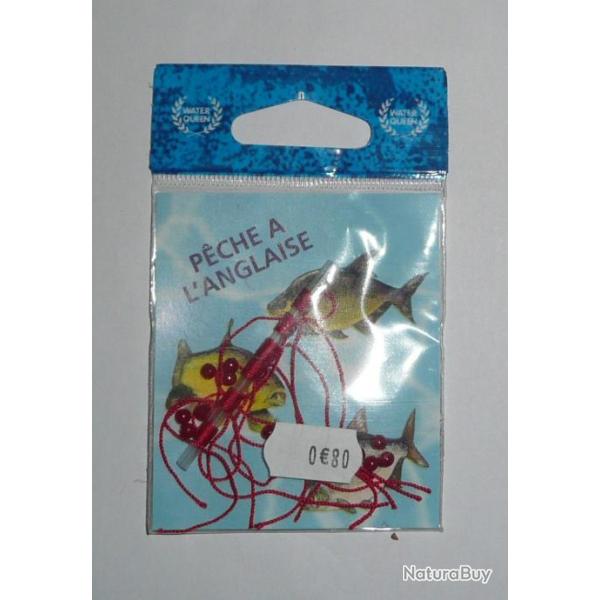 WATER
QUEEN
WATER
QUEEN
PÊCHE A
L'ANGLAISE
0€80
NaturaBuy